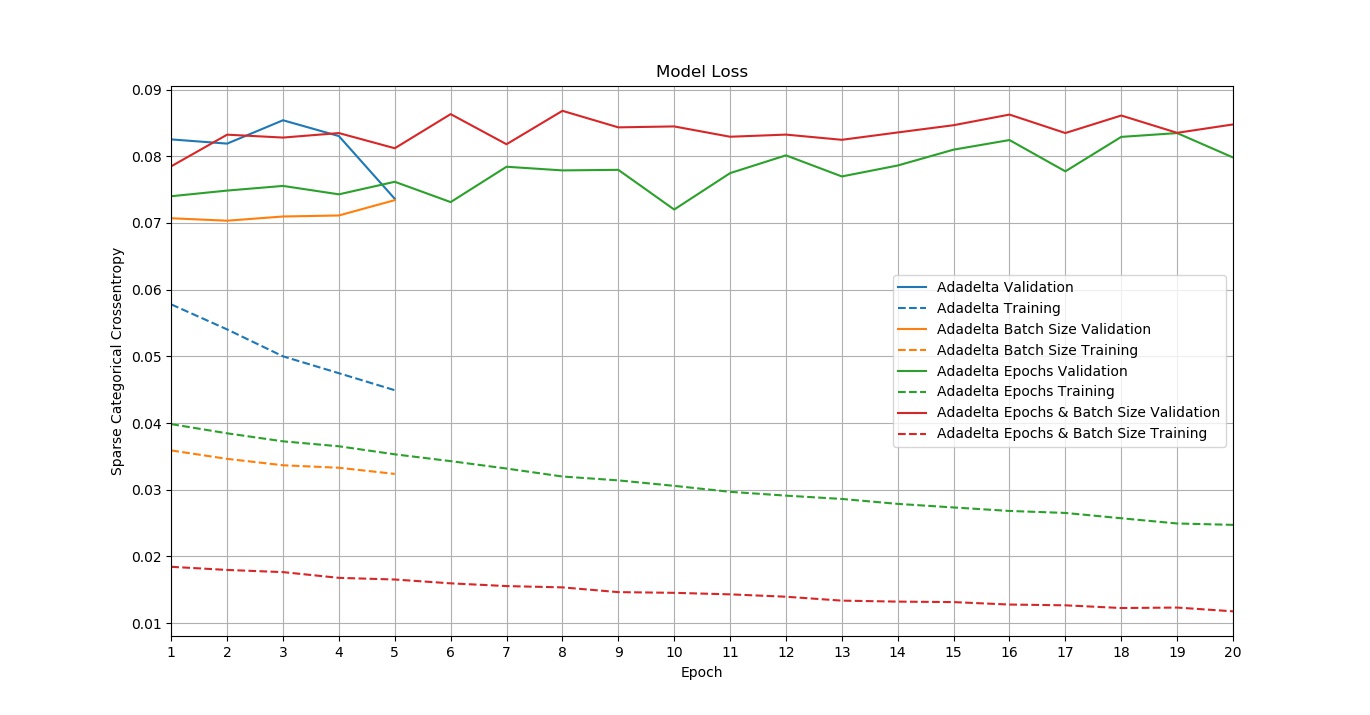 Model Loss
0.09
0.08
0.07
0.06
0.05
0.04
0.03
0.02
0.01
Sparse Categorical Crossentropy
Adadelta Validation
Adadelta Training
Adadelta Batch Size Validation
Adadelta Batch Size Training
Adadelta Epochs Validation
Adadelta Epochs Training
Adadelta Epochs & Batch Size Validation
Adadelta Epochs & Batch Size Training
1 2 3 4 5 6 7 8 9 10 11 12 13 14 15 16 17 18 19 20
Epoch